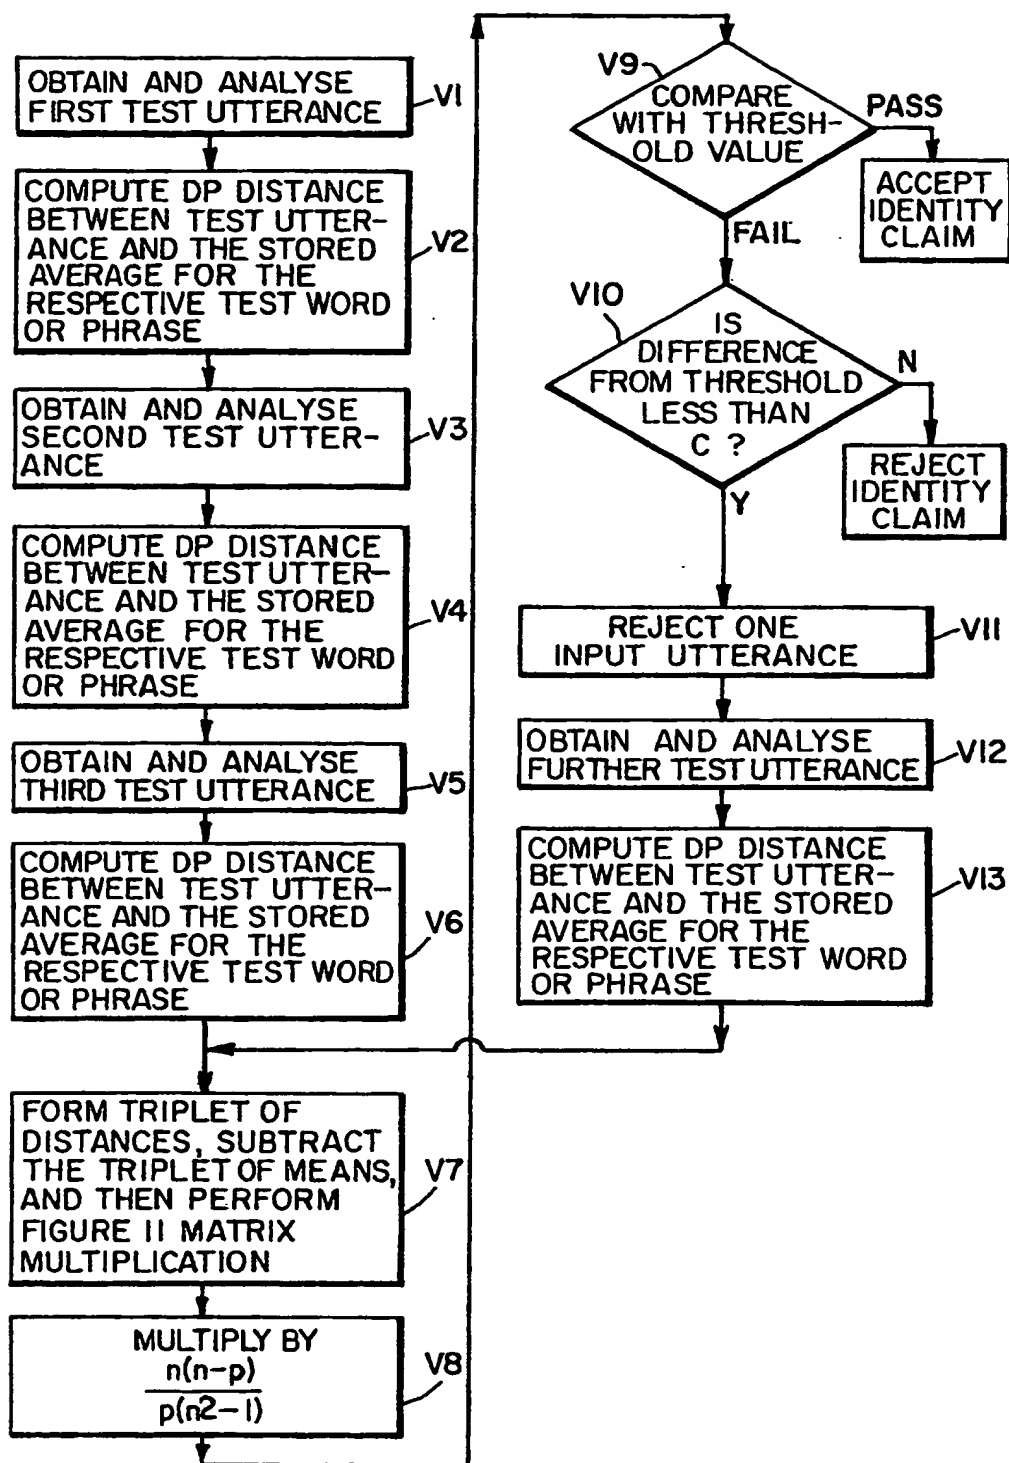 OBTAIN AND ANALYSE
FIRST TEST UTTERANCE
V1
COMPUTE DP DISTANCE
BETWEEN TEST UTTER-
ANCE AND THE STORED
AVERAGE FOR THE
RESPECTIVE TEST WORD
OR PHRASE
V2
OBTAIN AND ANALYSE
SECOND TEST UTTER-
ANCE
V3
COMPUTE DP DISTANCE
BETWEEN TEST UTTER-
ANCE AND THE STORED
AVERAGE FOR THE
RESPECTIVE TEST WORD
OR PHRASE
V4
OBTAIN AND ANALYSE
THIRD TEST UTTERANCE
V5
COMPUTE DP DISTANCE
BETWEEN TEST UTTER-
ANCE AND THE STORED
AVERAGE FOR THE
RESPECTIVE TEST WORD
OR PHRASE
V6
FORM TRIPLET OF
DISTANCES, SUBTRACT
THE TRIPLET OF MEANS,
AND THEN PERFORM
FIGURE 11 MATRIX
MULTIPLICATION
V7
MULTIPLY BY
n(n-p)
p(n2-1)
V8
V9
COMPARE
WITH THRESH-
OLD VALUE
PASS
ACCEPT
IDENTITY
CLAIM
FAIL
V10
IS
DIFFERENCE
FROM THRESHOLD
LESS THAN
C ?
N
REJECT
IDENTITY
CLAIM
Y
REJECT ONE
INPUT UTTERANCE
V11
OBTAIN AND ANALYSE
FURTHER TEST UTTERANCE
V12
COMPUTE DP DISTANCE
BETWEEN TEST UTTER-
ANCE AND THE STORED
AVERAGE FOR THE
RESPECTIVE TEST WORD
OR PHRASE
V13